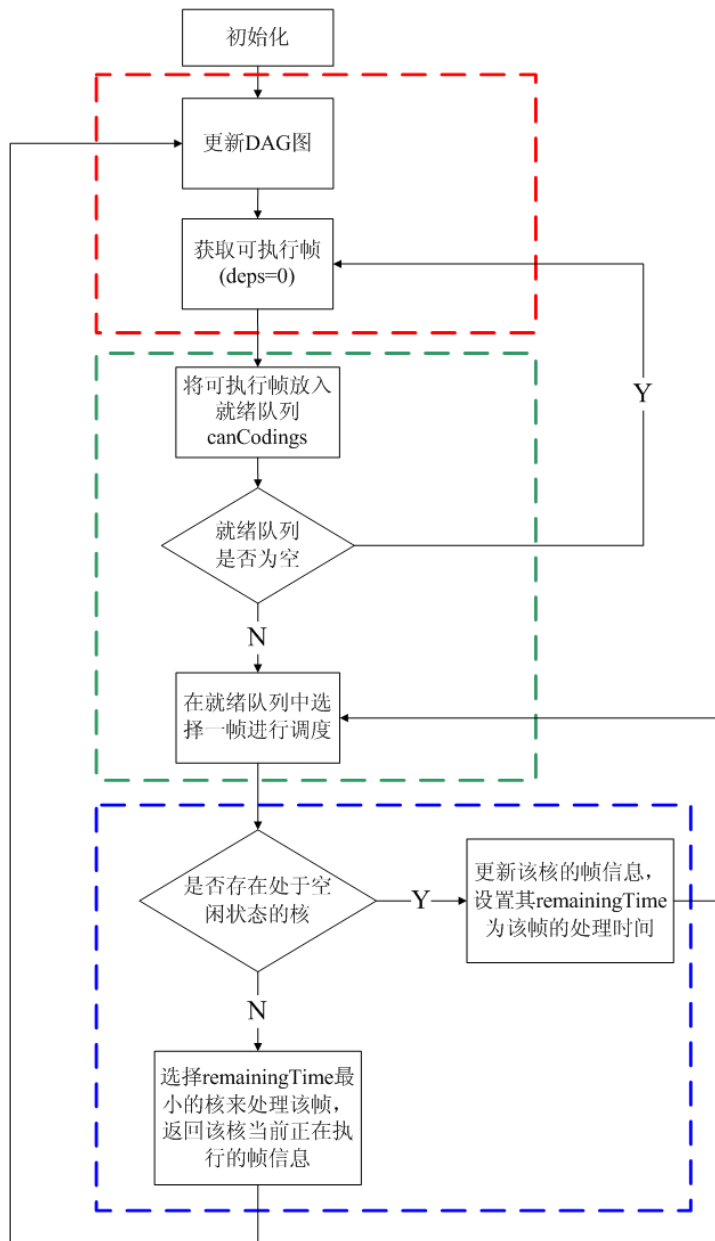 初始化
更新DAG图
获取可执行帧
(deps=0)
将可执行帧放入
就绪队列
canCodings
Y
就绪队列
是否为空
N
在就绪队列中选
择一帧进行调度
是否存在处于空
闲状态的核
Y
更新该核的帧信息，
设置其remainingTime
为该帧的处理时间
N
选择remainingTime最
小的核来处理该帧，
返回该核当前正在执
行的帧信息